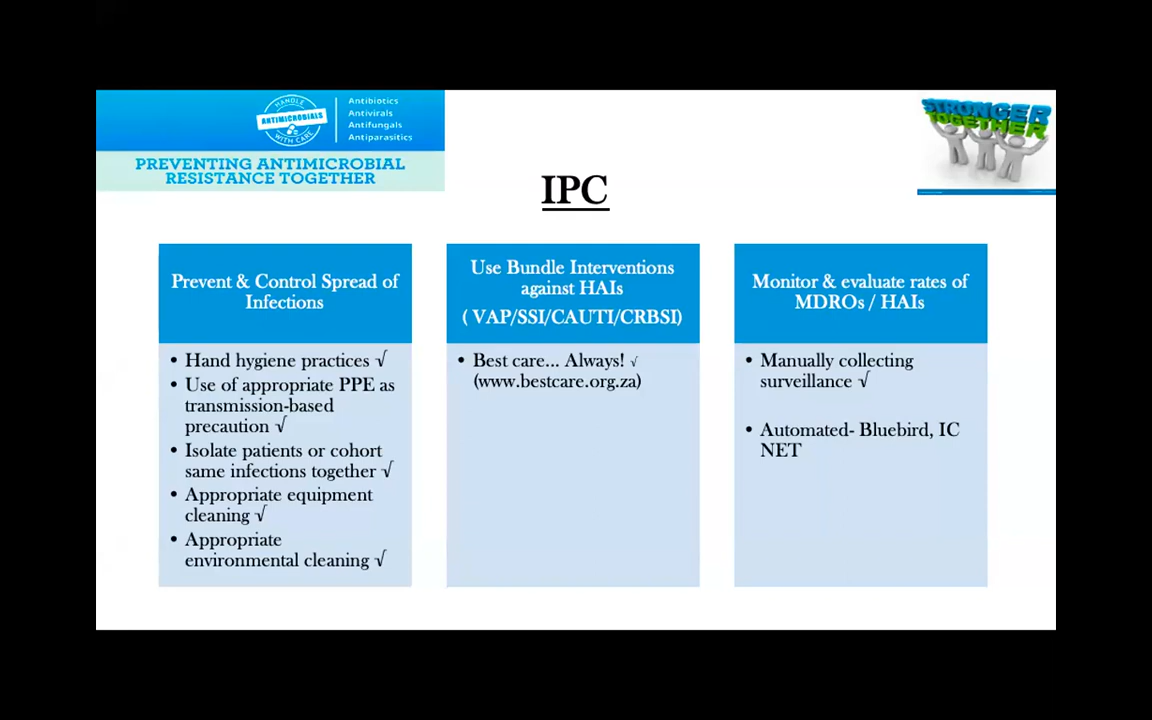 HANDLE
ANTIMICROBIALS
WITH CARE
Antibiotics
Antivirals
Antifungals
Antiparasitics
PREVENTING ANTIMICROBIAL
RESISTANCE TOGETHER
STRONGER
TOGETHER
IPC
Prevent & Control Spread of
Infections
• Hand hygiene practices √
• Use of appropriate PPE as
transmission-based
precaution √
• Isolate patients or cohort
same infections together √
• Appropriate equipment
cleaning √
• Appropriate
environmental cleaning √
Use Bundle Interventions
against HAIs
( VAP/SSI/CAUTI/CRBSI)
• Best care... Always! √
(www.bestcare.org.za)
Monitor & evaluate rates of
MDROs / HAIs
• Manually collecting
surveillance √
• Automated- Bluebird, IC
NET